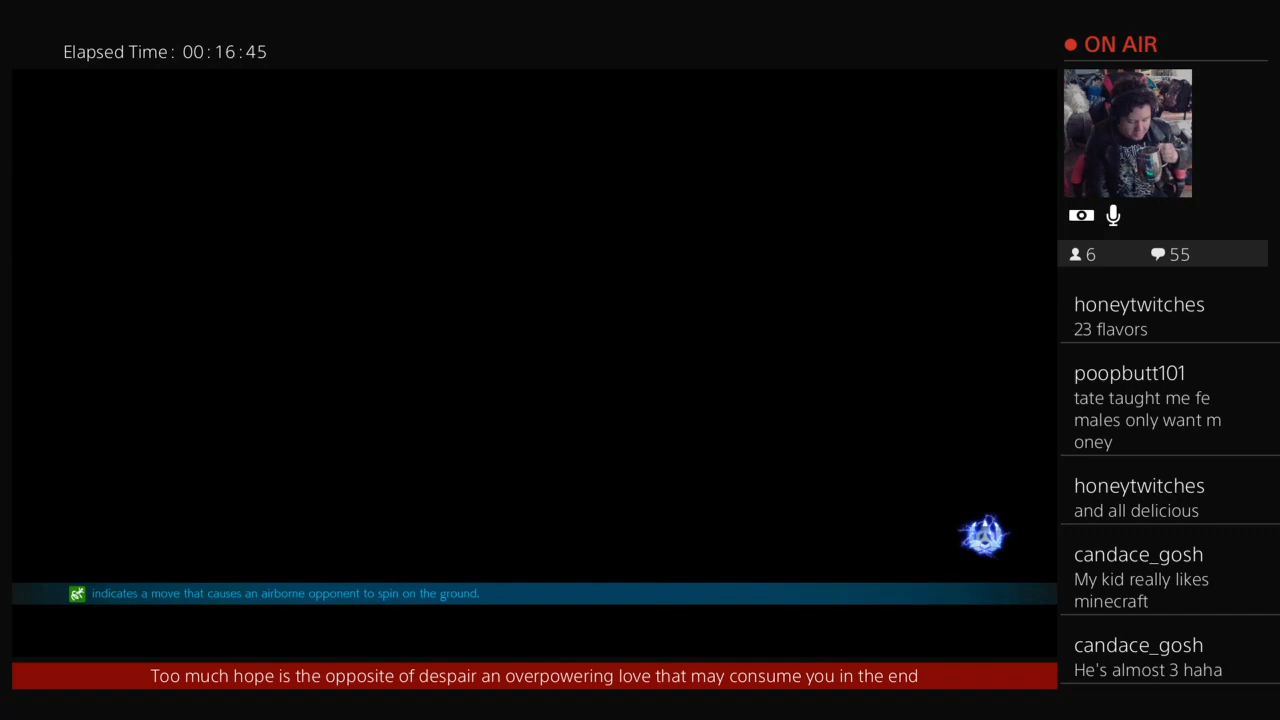 Elapsed Time: 00:16:45
ON AIR
6 55
honeytwitches
23 flavors
poopbutt101
tate taught me fe
males only want m
oney
honeytwitches
and all delicious
candace_gosh
My kid really likes
minecraft
candace_gosh
He's almost 3 haha
indicates a move that causes an airborne opponent to spin on the ground.
Too much hope is the opposite of despair an overpowering love that may consume you in the end